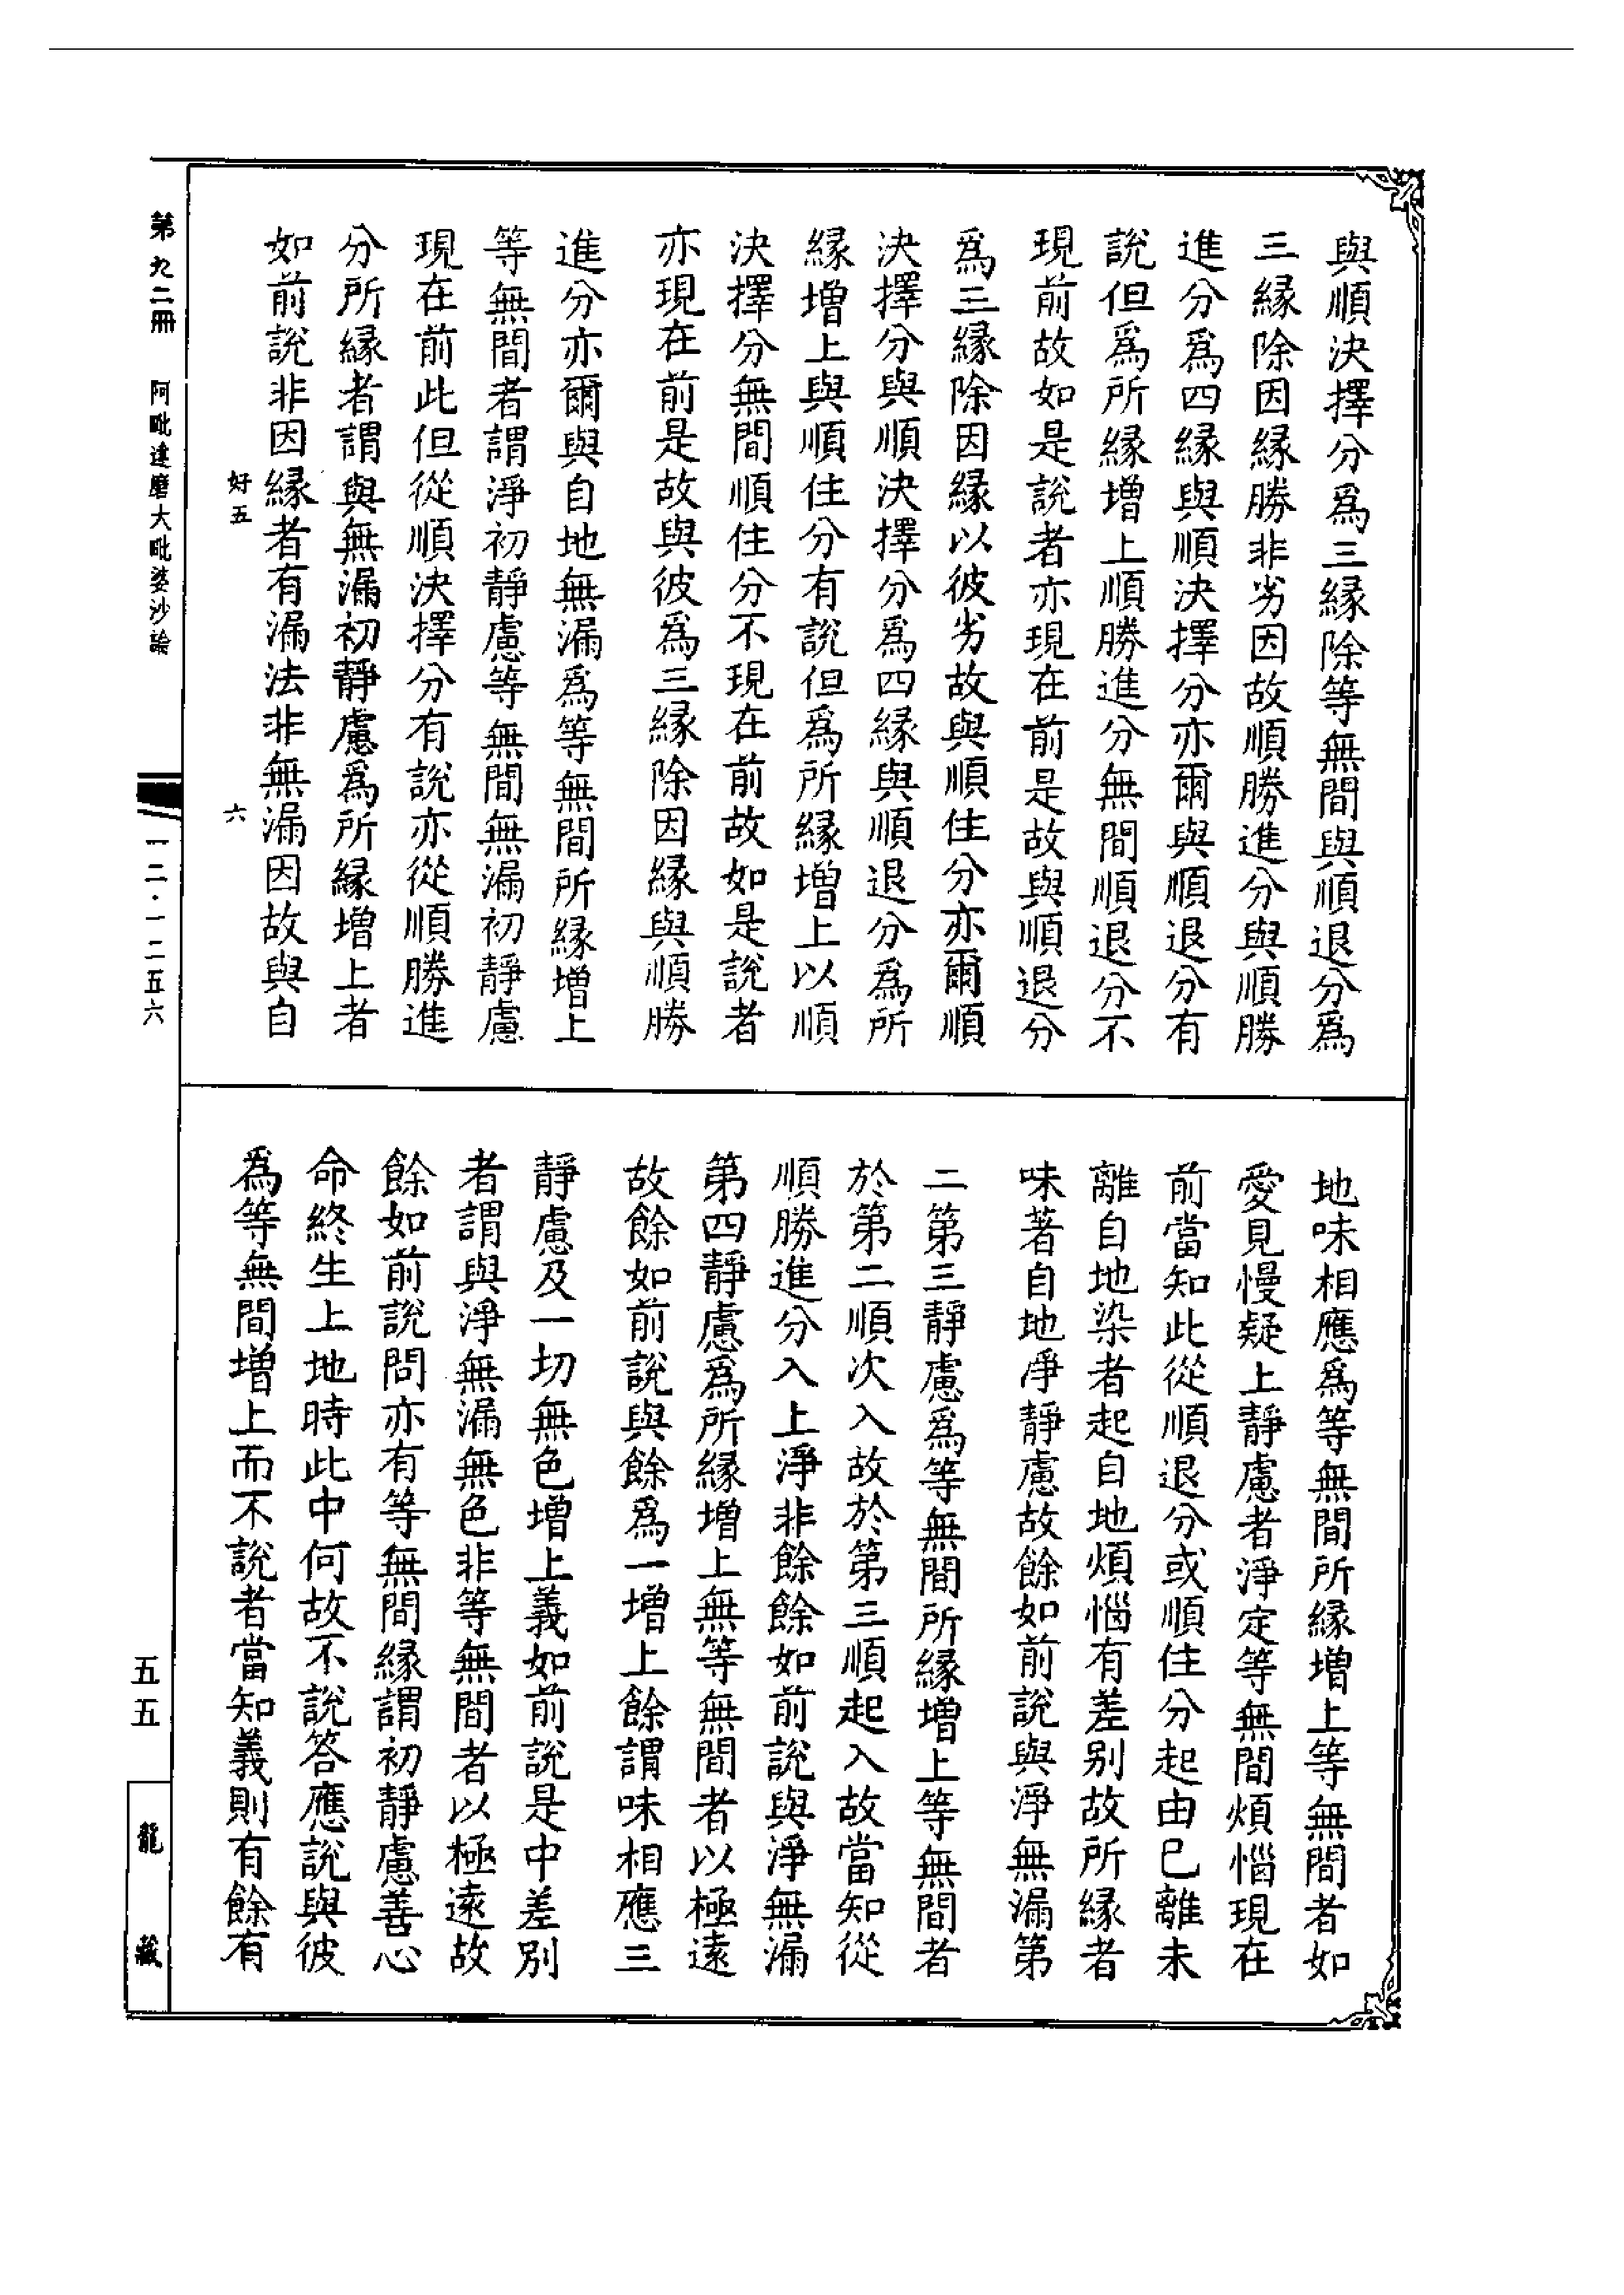 與順決擇分爲三縁除等無間與順退分爲
三縁除因縁勝非劣因故順勝進分與順勝
進分爲四縁與順決擇分亦爾與順退分有
說但爲所縁增上順勝進分無間順退分不
現前故如是說者亦現在前是故與順退分
爲三縁除因縁以彼劣故與順住分亦爾順
決擇分與順決擇分爲四縁與順退分爲所
縁增上與順住分有說但爲所縁增上以順
決擇分無間順住分不現在前故如是說者
亦現在前是故與彼爲三縁除因縁與順勝
進分亦爾與自地無漏爲等無間所縁增上
等無間者謂淨初靜慮等無間無漏初靜慮
現在前此但從順決擇分有說亦從順勝進
分所縁者謂與無漏初靜慮爲所縁增上者
如前說非因縁者有漏法非無漏因故與自
好五 六
地味相應爲等無間所縁增上等無間者如
愛見慢疑上靜慮者淨定等無間煩惱現在
前當知此從順退分或順住分起由已離未
離自地染者起自地煩惱有差别故所縁者
味著自地淨靜慮故餘如前說與淨無漏第
二第三靜慮爲等無間所縁增上等無間者
於第二順次入故於第三順起入故當知從
順勝進分入上淨非餘餘如前說與淨無漏
第四靜慮爲所縁增上無等無間者以極遠
故餘如前說與餘爲一增上餘謂味相應三
靜慮及一切無色增上義如前說是中差別
者謂與淨無漏無色非等無間者以極遠故
餘如前說問亦有等無間縁謂初靜慮善心
命終生上地時此中何故不說答應說與彼
爲等無間增上而不說者當知義則有餘有
第九二冊 阿毗達磨大毗婆沙論
一二·一二五六
五五
龍藏